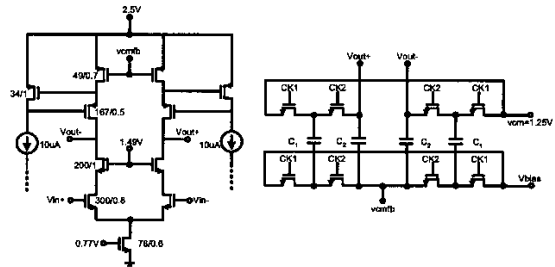 2.5V
Vout+ Vout-
49/0.7 vcmfb
34/1
CK1 CK2 CK2 CK1
167/0.5
vcm=1.25V
10uA Vout- 1.49V Vout+ 10uA
C1 C2 C2 C1
200/1
CK1 CK2 CK2 CK1
Vin+ 300/0.8 Vin-
Vbias
vcmfb
0.77V 78/0.6